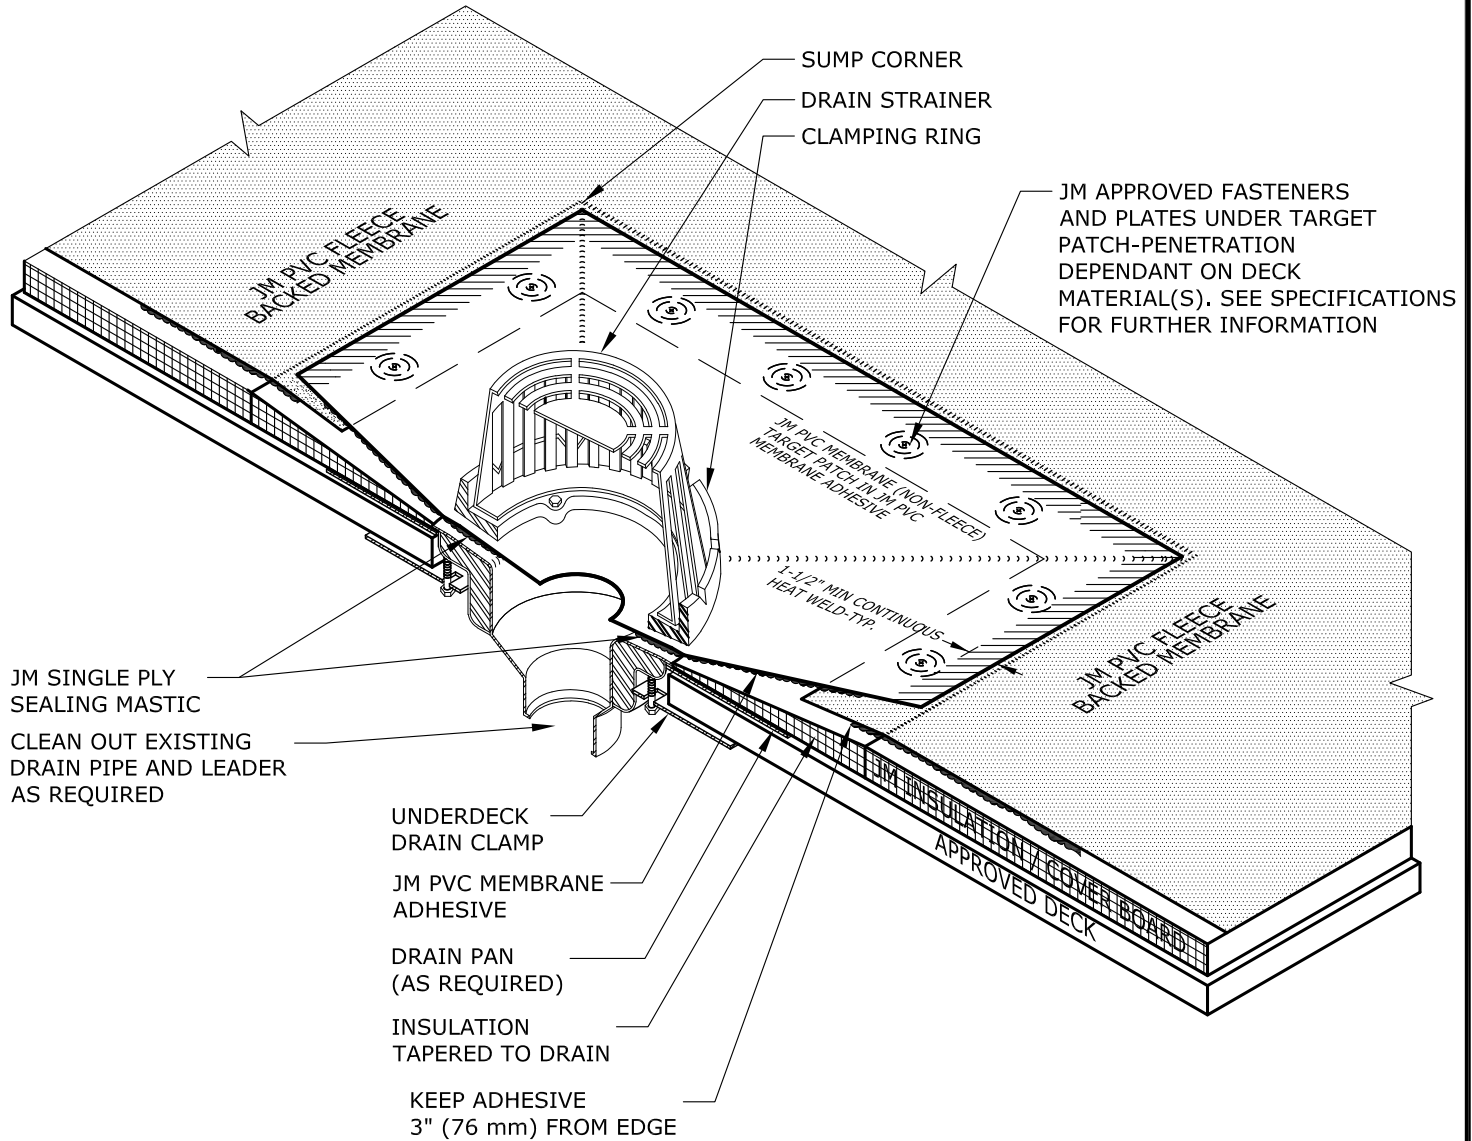 SUMP CORNER
DRAIN STRAINER
CLAMPING RING
JM APPROVED FASTENERS
AND PLATES UNDER TARGET
PATCH-PENETRATION
DEPENDANT ON DECK
MATERIAL(S). SEE SPECIFICATIONS
FOR FURTHER INFORMATION
JM PVC FLEECE
BACKED MEMBRANE
JM PVC MEMBRANE (NON-FLEECE)
TARGET PATCH IN JM PVC
MEMBRANE ADHESIVE
1-1/2" MIN CONTINUOUS
HEAT WELD-TYP.
JM PVC FLEECE
BACKED MEMBRANE
JM SINGLE PLY
SEALING MASTIC
CLEAN OUT EXISTING
DRAIN PIPE AND LEADER
AS REQUIRED
UNDERDECK
DRAIN CLAMP
JM PVC MEMBRANE
ADHESIVE
DRAIN PAN
(AS REQUIRED)
INSULATION
TAPERED TO DRAIN
KEEP ADHESIVE
3" (76 mm) FROM EDGE
JM INSULATION / COVER BOARD
APPROVED DECK